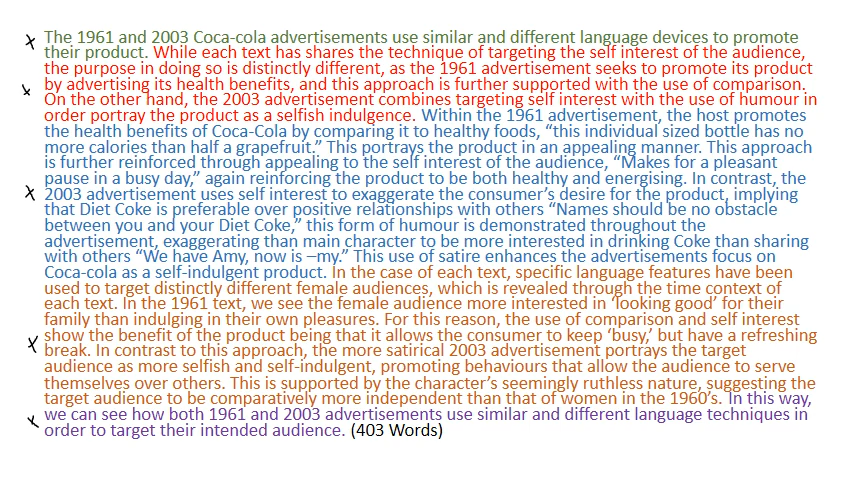 The 1961 and 2003 Coca-cola advertisements use similar and different language devices to promote
their product. While each text has shares the technique of targeting the self interest of the audience,
the purpose in doing so is distinctly different, as the 1961 advertisement seeks to promote its product
by advertising its health benefits, and this approach is further supported with the use of comparison.
On the other hand, the 2003 advertisement combines targeting self interest with the use of humour in
order portray the product as a selfish indulgence. Within the 1961 advertisement, the host promotes
the health benefits of Coca-Cola by comparing it to healthy foods, “this individual sized bottle has no
more calories than half a grapefruit.” This portrays the product in an appealing manner. This approach
is further reinforced through appealing to the self interest of the audience, “Makes for a pleasant
pause in a busy day,” again reinforcing the product to be both healthy and energising. In contrast, the
2003 advertisement uses self interest to exaggerate the consumer’s desire for the product, implying
that Diet Coke is preferable over positive relationships with others “Names should be no obstacle
between you and your Diet Coke,” this form of humour is demonstrated throughout the
advertisement, exaggerating than main character to be more interested in drinking Coke than sharing
with others “We have Amy, now is –my.” This use of satire enhances the advertisements focus on
Coca-cola as a self-indulgent product. In the case of each text, specific language features have been
used to target distinctly different female audiences, which is revealed through the time context of
each text. In the 1961 text, we see the female audience more interested in ‘looking good’ for their
family than indulging in their own pleasures. For this reason, the use of comparison and self interest
show the benefit of the product being that it allows the consumer to keep ‘busy,’ but have a refreshing
break. In contrast to this approach, the more satirical 2003 advertisement portrays the target
audience as more selfish and self-indulgent, promoting behaviours that allow the audience to serve
themselves over others. This is supported by the character’s seemingly ruthless nature, suggesting the
target audience to be comparatively more independent than that of women in the 1960’s. In this way,
we can see how both 1961 and 2003 advertisements use similar and different language techniques in
order to target their intended audience. (403 Words)